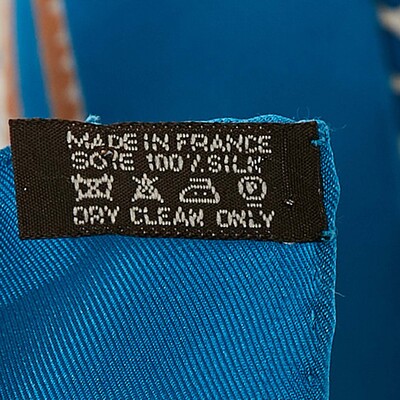 MADE IN FRANCE
SOIE 100% SILK
DRY CLEAN ONLY